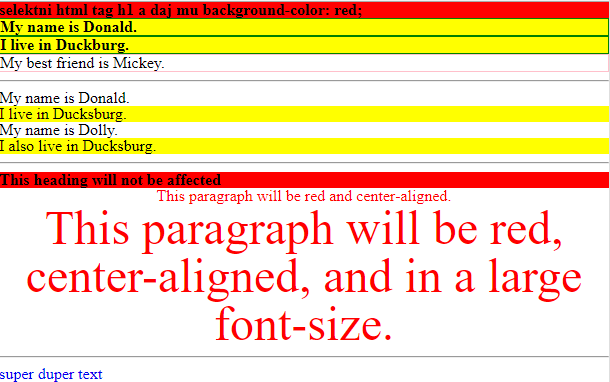 selektni html tag h1 a daj mu background-color: red;
My name is Donald.
I live in Duckburg.
My best friend is Mickey.
My name is Donald.
I live in Ducksburg.
My name is Dolly.
I also live in Ducksburg.
This heading will not be affected
This paragraph will be red and center-aligned.
This paragraph will be red,
center-aligned, and in a large
font-size.
super duper text